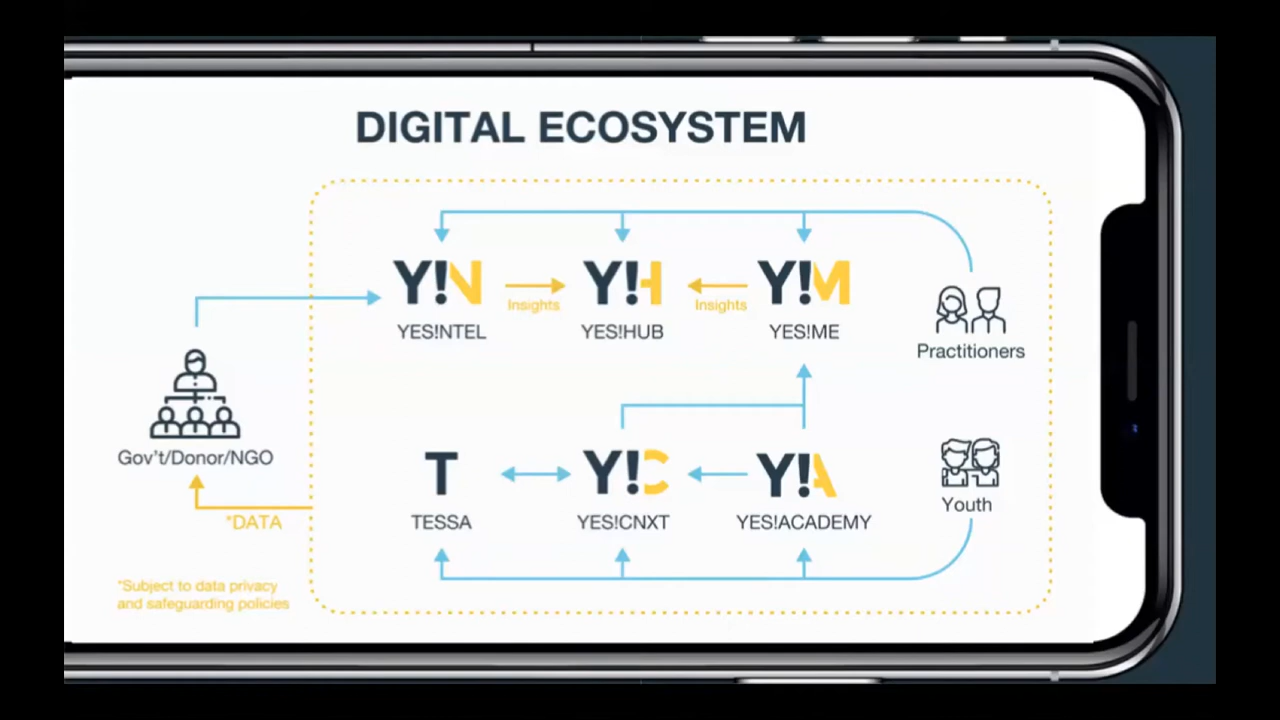 DIGITAL ECOSYSTEM
Y!N
Insights
Y!H
Insights
Y!M
YES!NTEL
YES!HUB
YES!ME
Practitioners
Gov't/Donor/NGO
T
Y!C
Y!A
Youth
TESSA
YES!CNXT
YES!ACADEMY
*DATA
*Subject to data privacy
and safeguarding policies